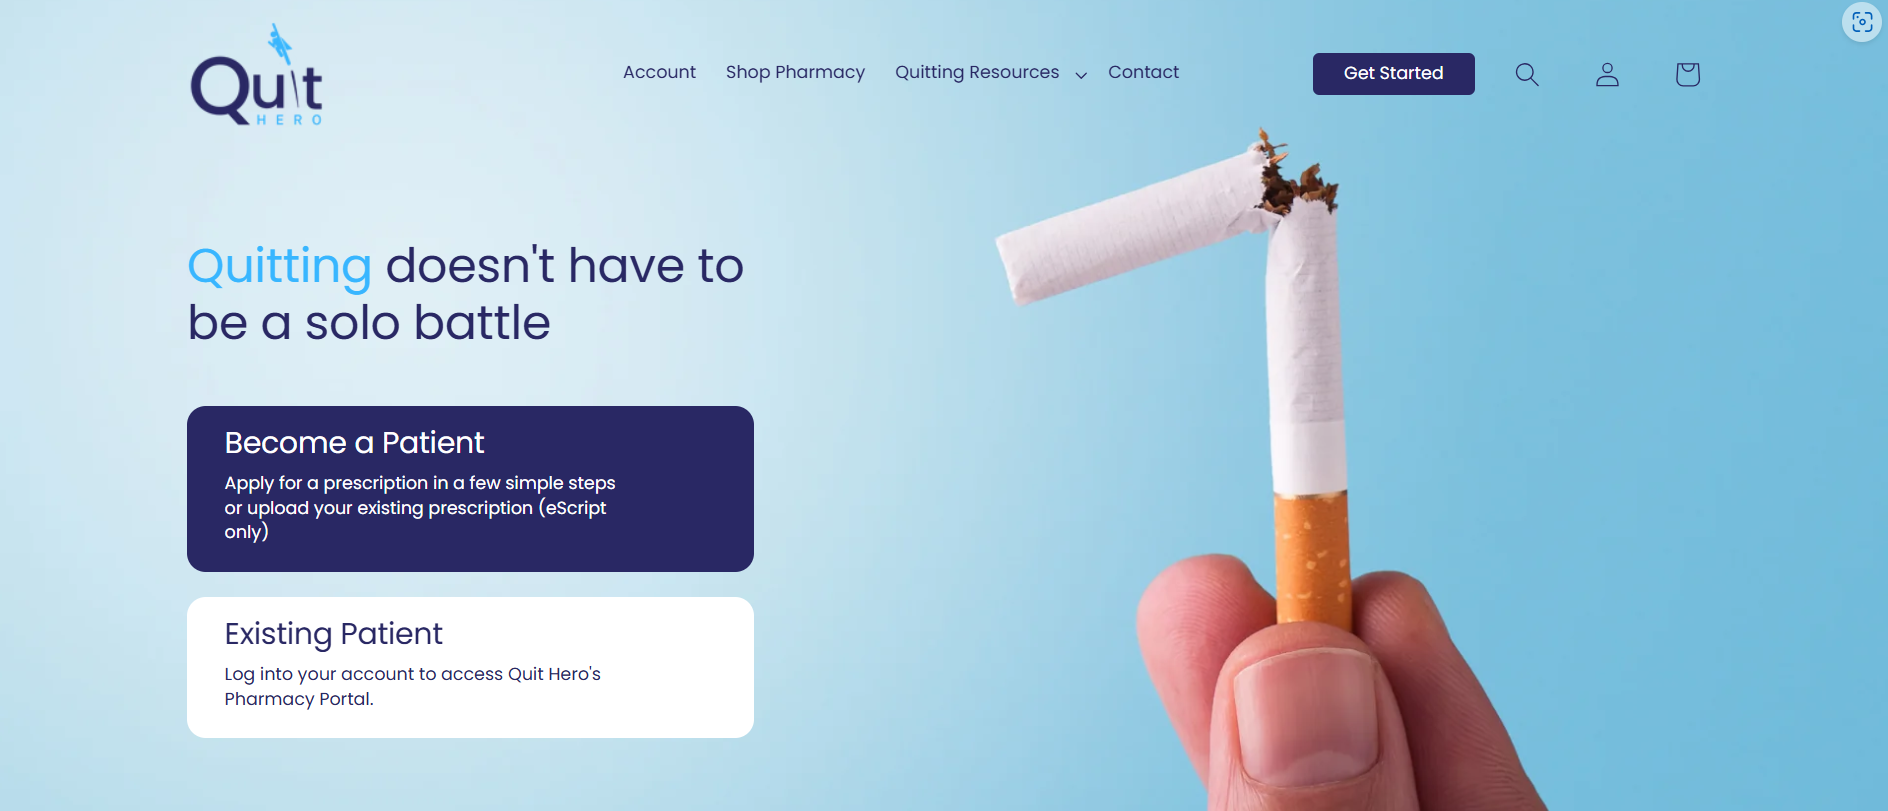 Quit
HERO
Account
Shop Pharmacy
Quitting Resources
Contact
Get Started
Quitting doesn't have to
be a solo battle
Become a Patient
Apply for a prescription in a few simple steps
or upload your existing prescription (eScript
only)
Existing Patient
Log into your account to access Quit Hero's
Pharmacy Portal.